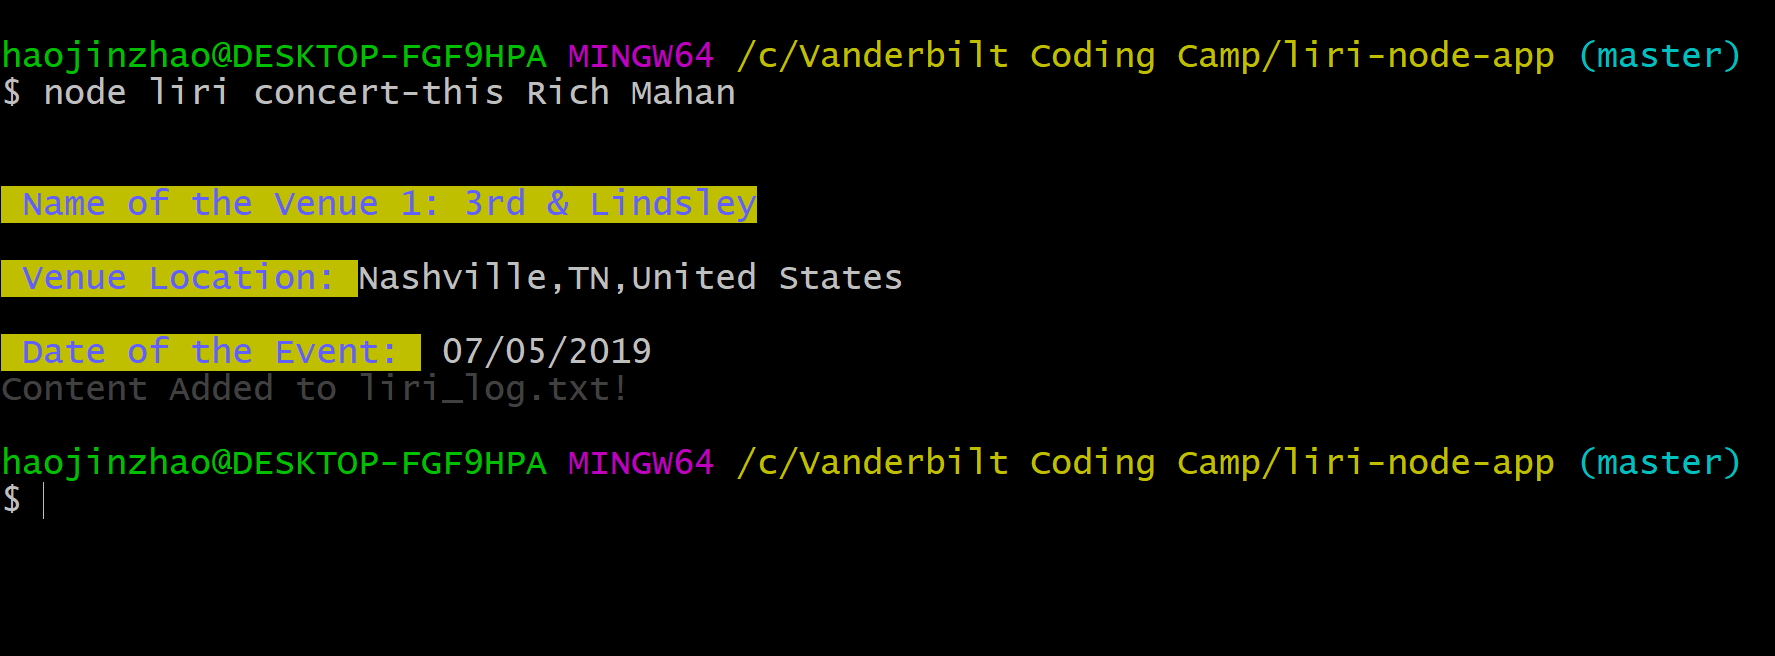 haojinzhao@DESKTOP-FGF9HPA MINGW64 /c/Vanderbilt Coding Camp/liri-node-app (master)
$ node liri concert-this Rich Mahan
Name of the Venue 1: 3rd & Lindsley
Venue Location: Nashville,TN,United States
Date of the Event: 07/05/2019
Content Added to liri_log.txt!
haojinzhao@DESKTOP-FGF9HPA MINGW64 /c/Vanderbilt Coding Camp/liri-node-app (master)
$